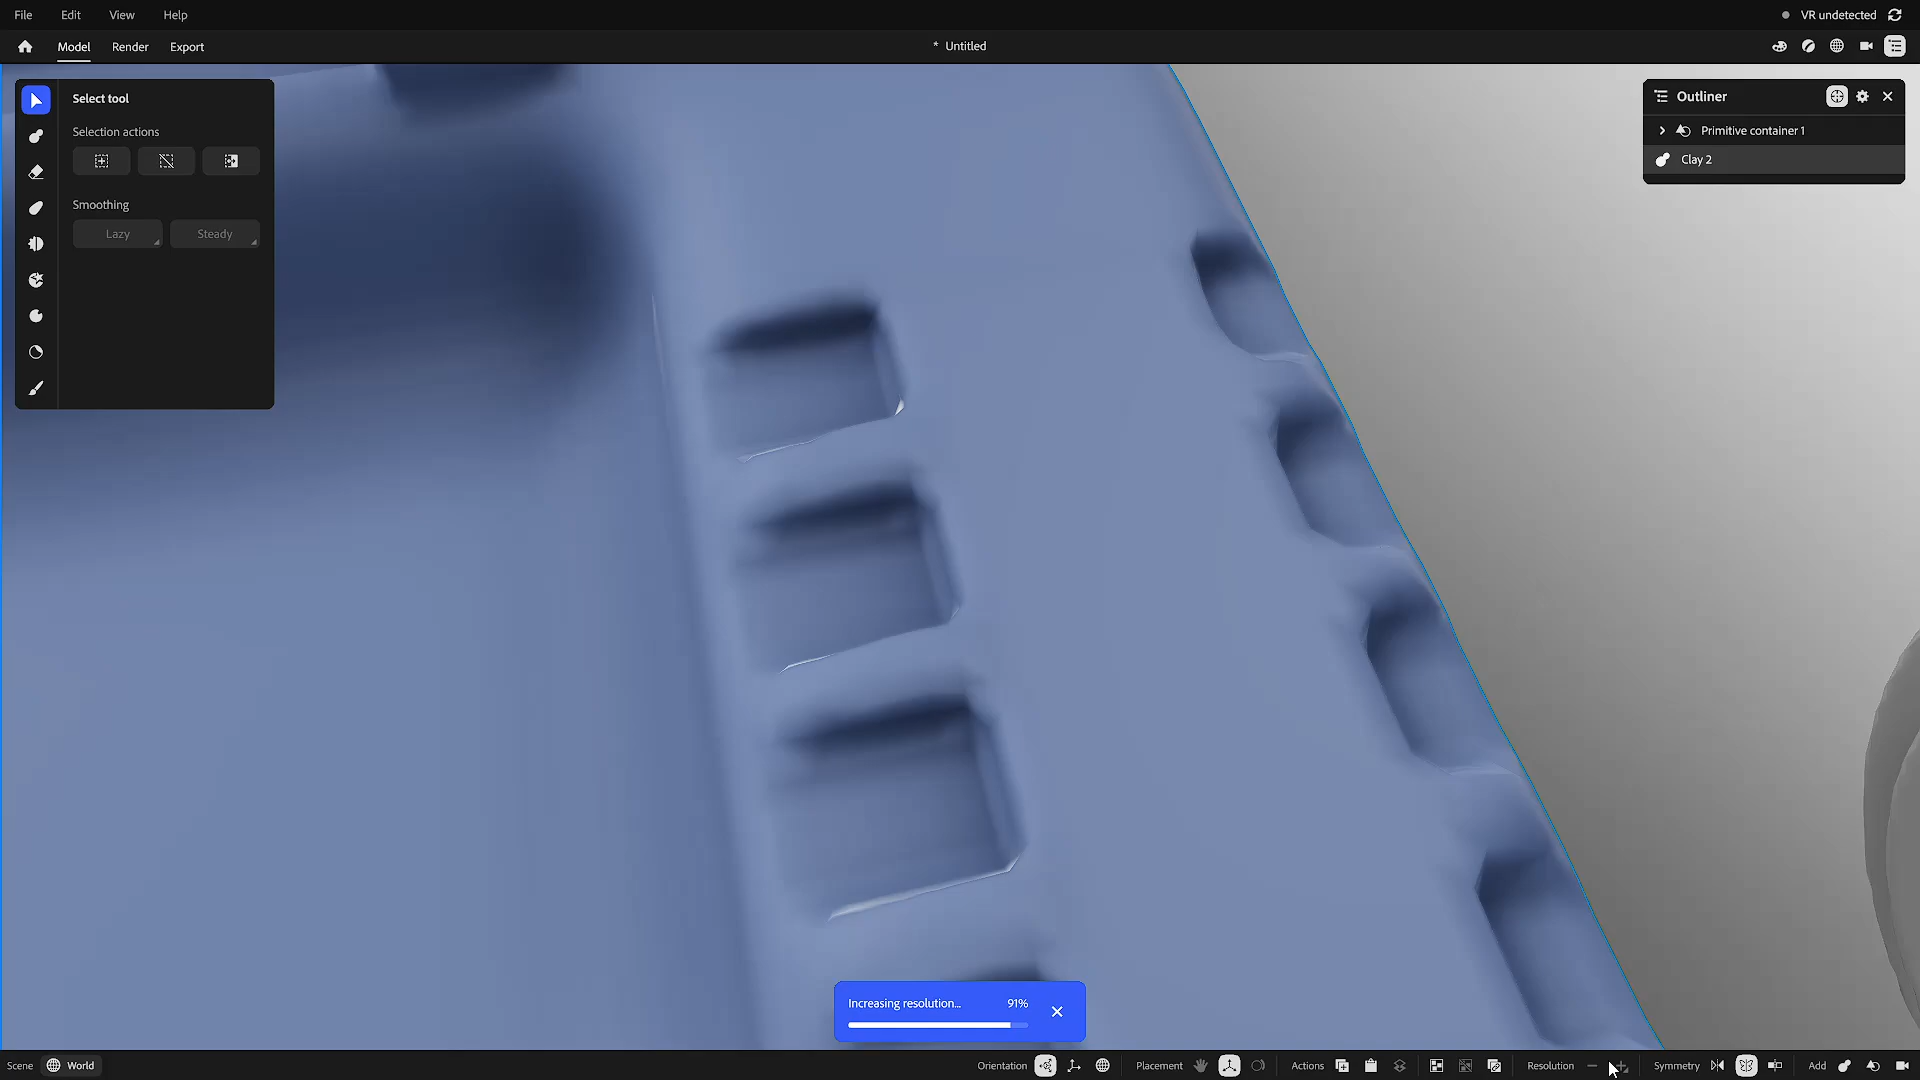 File Edit View Help
VR undetected
Model Render Export
* Untitled
Select tool
Selection actions
Smoothing
Lazy Steady
Outliner
Primitive container 1
Clay 2
Increasing resolution... 91%
Scene World
Orientation Placement Actions Resolution Symmetry Add